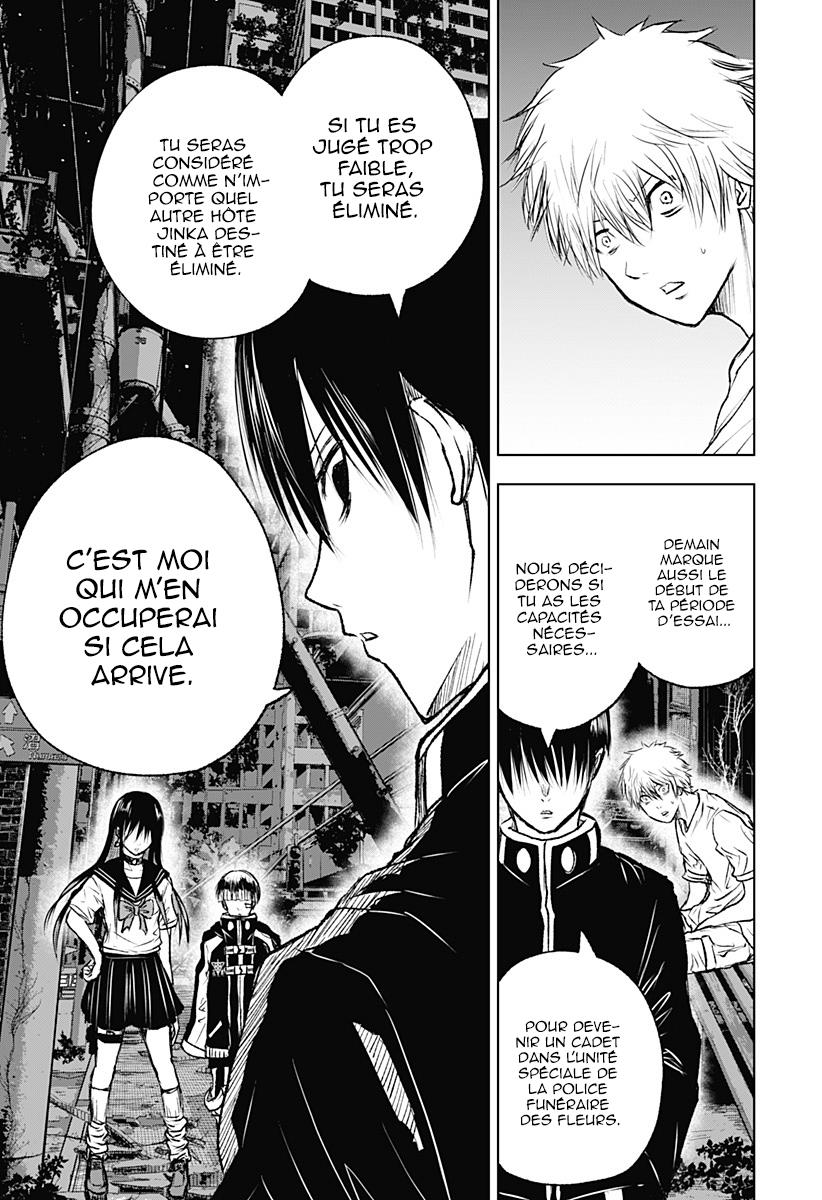 DEMAIN
MARQUE
AUSSI LE
DÉBUT DE
TA PÉRIODE
D'ESSAI...
NOUS DÉCI-
DERONS SI
TU AS LES
CAPACITÉS
NÉCES-
SAIRES...
POUR DEVE-
NIR UN CADET
DANS L'UNITÉ
SPÉCIALE DE
LA POLICE
FUNÉRAIRE
DES FLEURS.
SI TU ES
JUGÉ TROP
FAIBLE,
TU SERAS
ÉLIMINÉ.
TU SERAS
CONSIDÉRÉ
COMME N'IM-
PORTE QUEL
AUTRE HÔTE
JINKA DES-
TINÉ À ÊTRE
ÉLIMINÉ.
C'EST MOI
QUI M'EN
OCCUPERAI
SI CELA
ARRIVE.